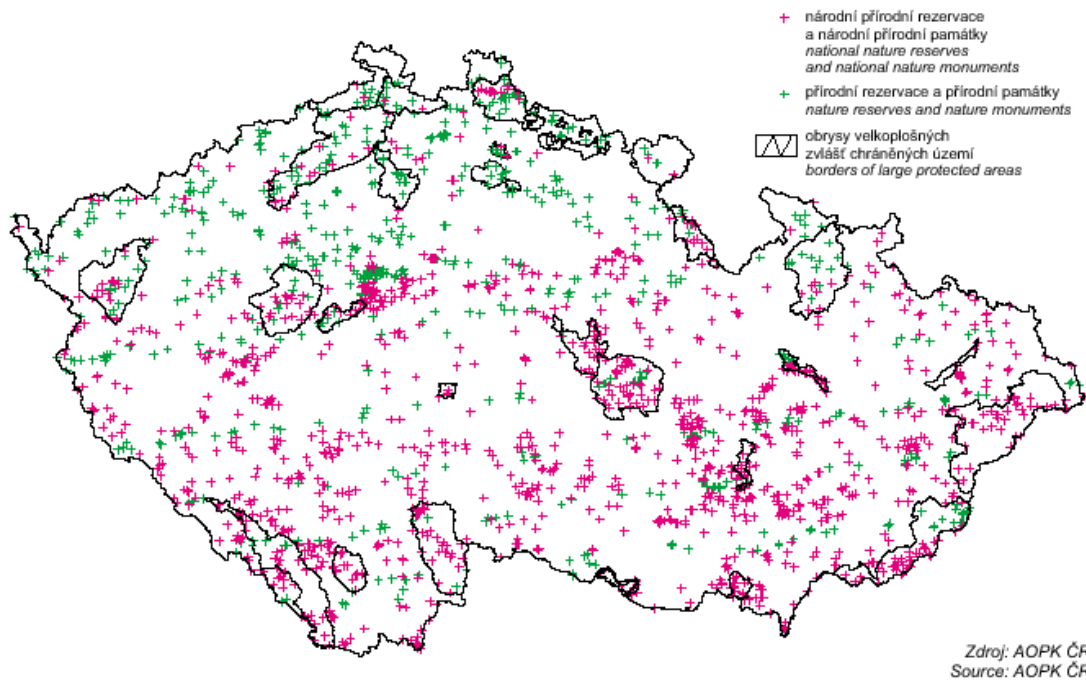 národní přírodní rezervace
a národní přírodní památky
national nature reserves
and national nature monuments
přírodní rezervace a přírodní památky
nature reserves and nature monuments
obrysy velkoplošných
zvlášť chráněných území
borders of large protected areas
Zdroj: AOPK ČR
Source: AOPK ČR